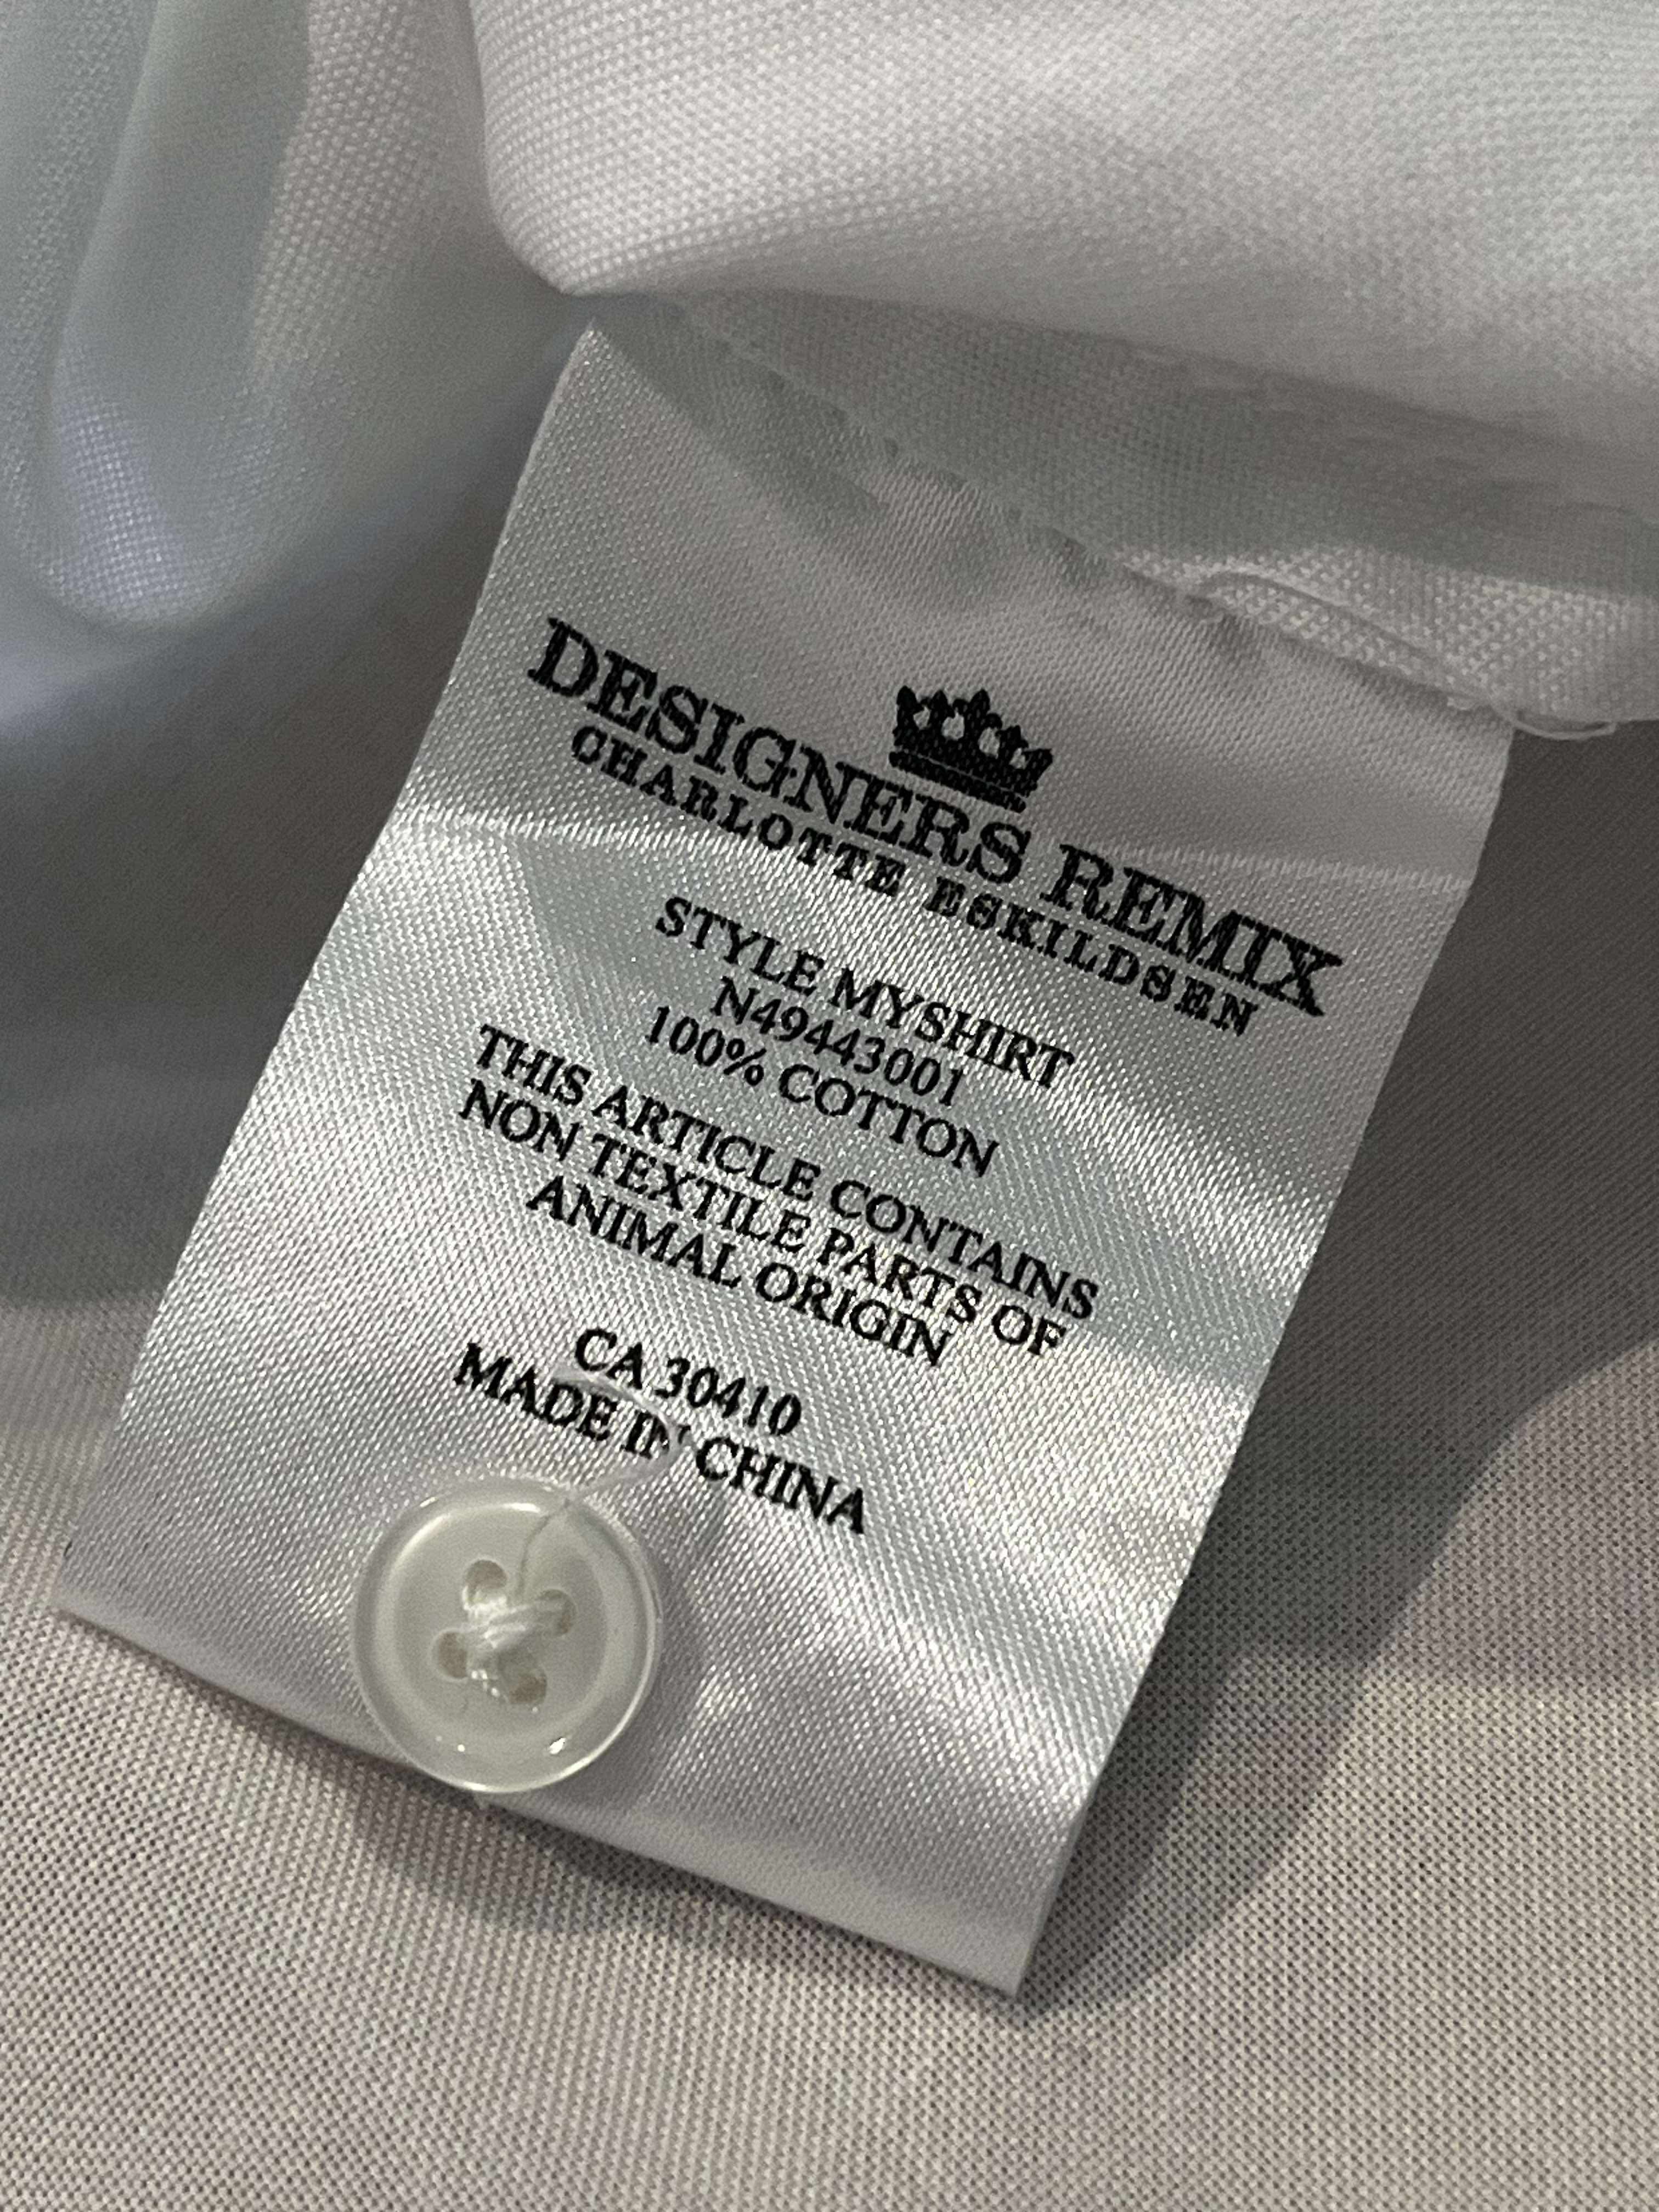 DESIGNERS REMIX
CHARLOTTE ESKILDSEN
STYLE MYSHIRT
N49443001
100% COTTON
THIS ARTICLE CONTAINS
NON TEXTILE PARTS OF
ANIMAL ORIGIN
CA 30410
MADE IN CHINA